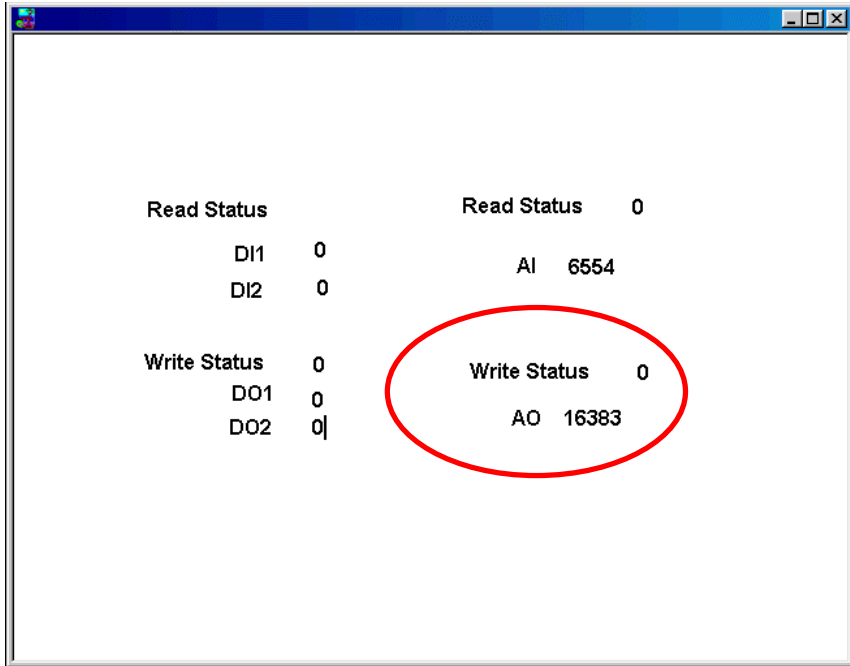 Read Status
DI1 0
DI2 0
Write Status 0
DO1 0
DO2 0
Read Status 0
AI 6554
Write Status 0
AO 16383